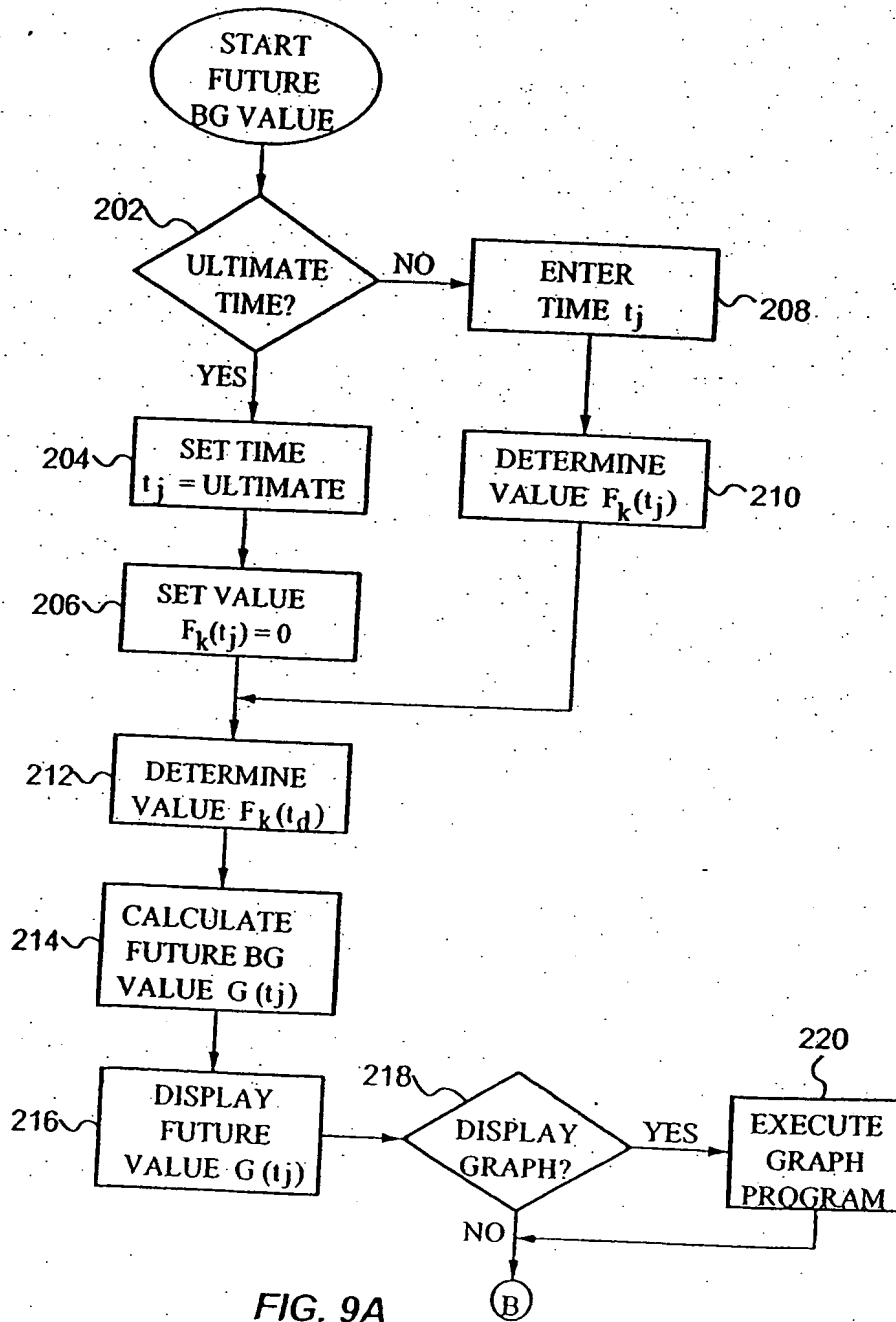 START
FUTURE
BG VALUE
202
ULTIMATE
TIME?
NO
ENTER
TIME tj
208
YES
204
SET TIME
tj = ULTIMATE
DETERMINE
VALUE Fk(tj)
210
206
SET VALUE
Fk(tj) = 0
212
DETERMINE
VALUE Fk(td)
214
CALCULATE
FUTURE BG
VALUE G (tj)
216
DISPLAY
FUTURE
VALUE G (tj)
218
DISPLAY
GRAPH?
YES
220
EXECUTE
GRAPH
PROGRAM
NO
B
FIG. 9A